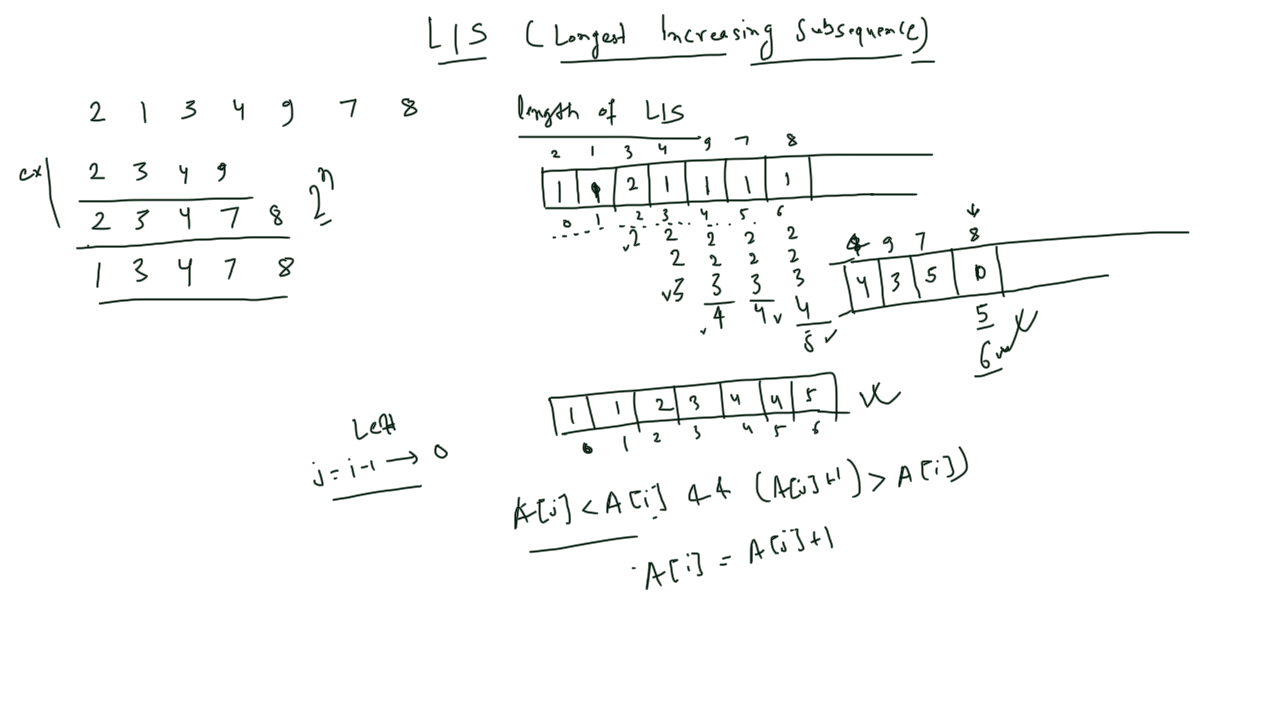 LIS (Longest Increasing Subsequence)
2 1 3 4 9 7 8
ex
2 3 4 9
2 3 4 7 8
1 3 4 7 8
2^n
length of LIS
2 1 3 4 9 7 8
1 1 2 1 1 1 1
0 1 2 3 4 5 6
2 2 2 2 2
2 2 2 2
3 3 3 3
4 4 4
5
9 7 8
4 3 5 0
5
6
1 1 2 3 4 4 5
0 1 2 3 4 5 6
Left
j = i-1 → 0
A[j] < A[i] && (A[j]+1) > A[i])
A[i] = A[j]+1